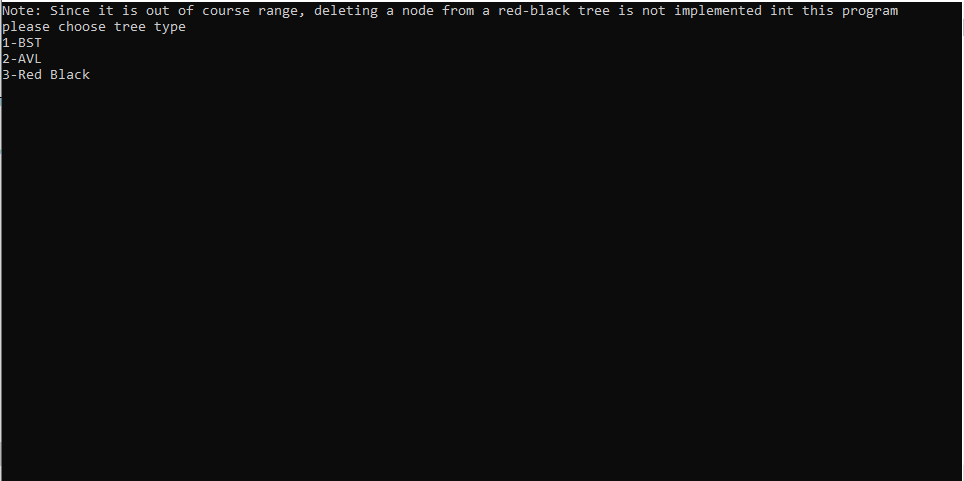 Note: Since it is out of course range, deleting a node from a red-black tree is not implemented int this program
please choose tree type
1-BST
2-AVL
3-Red Black